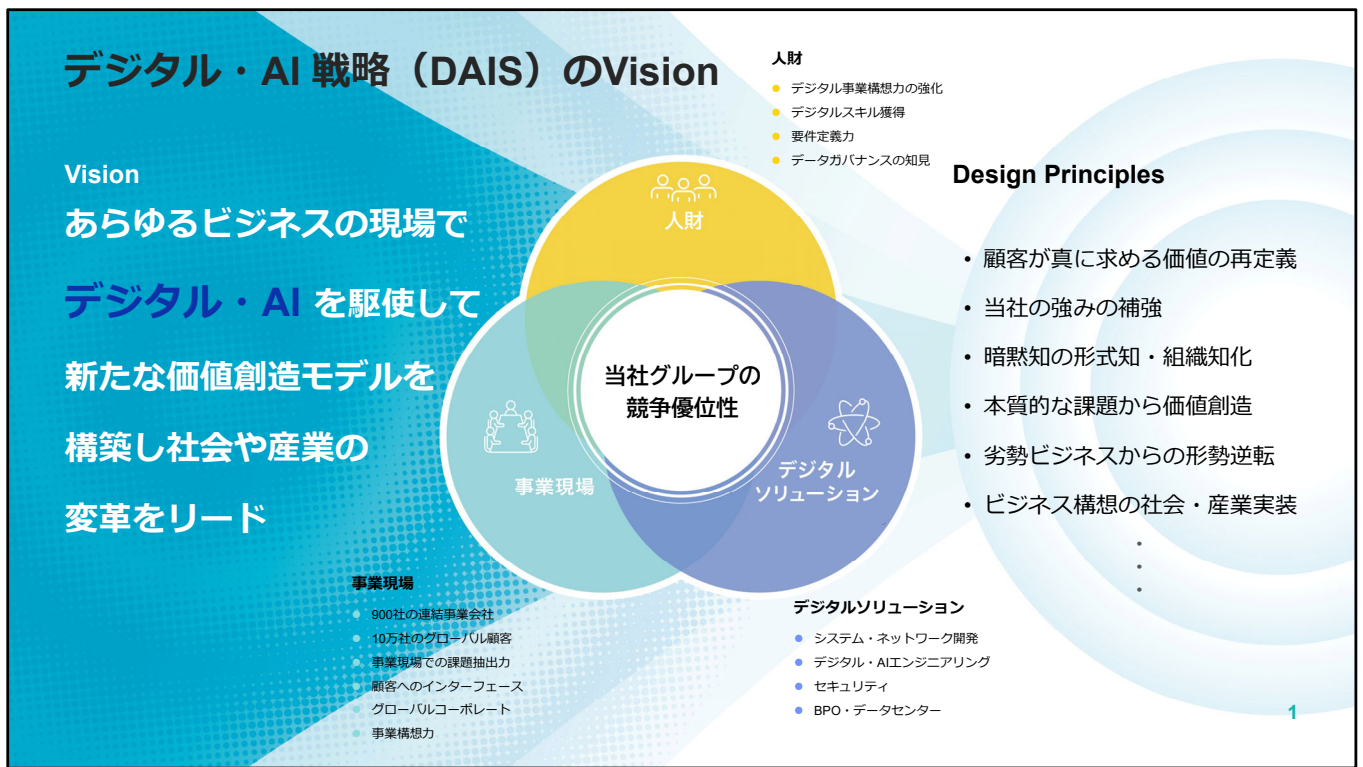 デジタル・AI 戦略（DAIS）のVision
Vision
あらゆるビジネスの現場で
デジタル・AI を駆使して
新たな価値創造モデルを
構築し社会や産業の
変革をリード
人財
● デジタル事業構想力の強化
● デジタルスキル獲得
● 要件定義力
● データガバナンスの知見
人財
当社グループの
競争優位性
事業現場
デジタル
ソリューション
事業現場
● 900社の連結事業会社
● 10万社のグローバル顧客
● 事業現場での課題抽出力
● 顧客へのインターフェース
● グローバルコーポレート
● 事業構想力
デジタルソリューション
● システム・ネットワーク開発
● デジタル・AIエンジニアリング
● セキュリティ
● BPO・データセンター
Design Principles
• 顧客が真に求める価値の再定義
• 当社の強みの補強
• 暗黙知の形式知・組織知化
• 本質的な課題から価値創造
• 劣勢ビジネスからの形勢逆転
• ビジネス構想の社会・産業実装
・
・
・
1